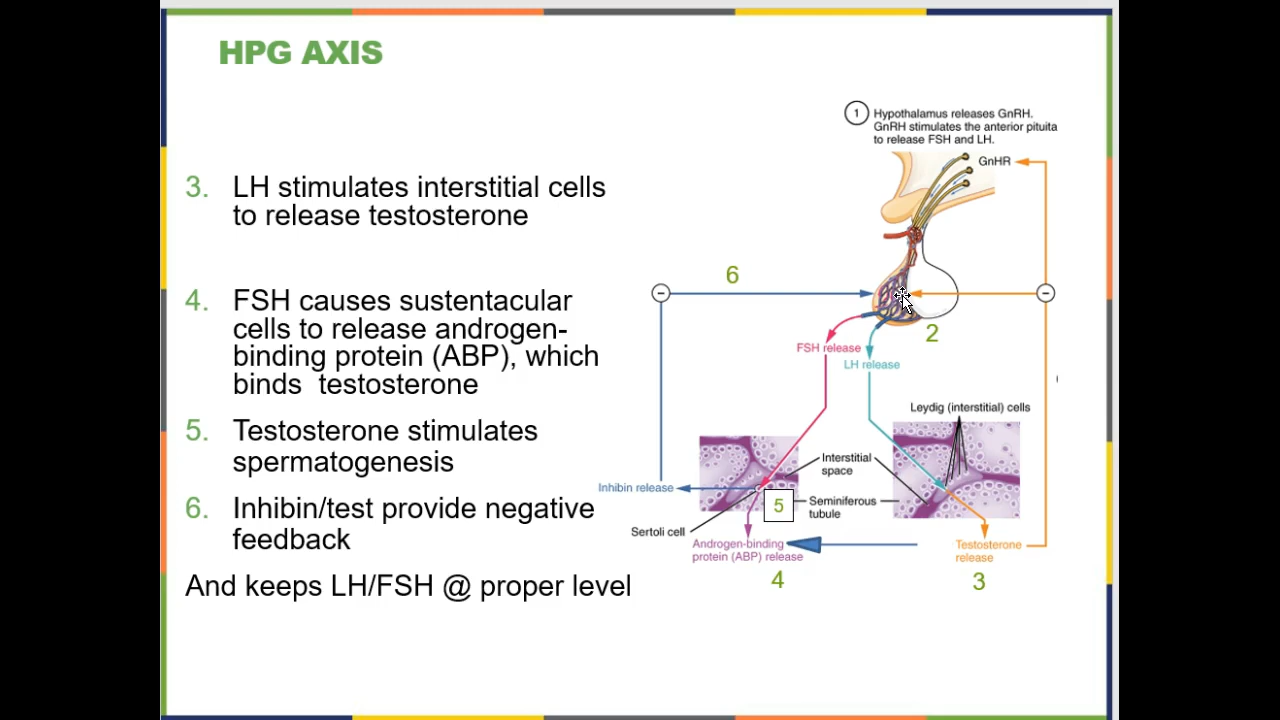 HPG AXIS
3. LH stimulates interstitial cells
to release testosterone
4. FSH causes sustentacular
cells to release androgen-
binding protein (ABP), which
binds testosterone
5. Testosterone stimulates
spermatogenesis
6. Inhibin/test provide negative
feedback
And keeps LH/FSH @ proper level
1 Hypothalamus releases GnRH.
GnRH stimulates the anterior pituita
to release FSH and LH.
GnHR
6
−
−
2
FSH release
LH release
Leydig (interstitial) cells
Interstitial
space
Inhibin release
5
Seminiferous
tubule
Sertoli cell
Androgen-binding
protein (ABP) release
Testosterone
release
4
3